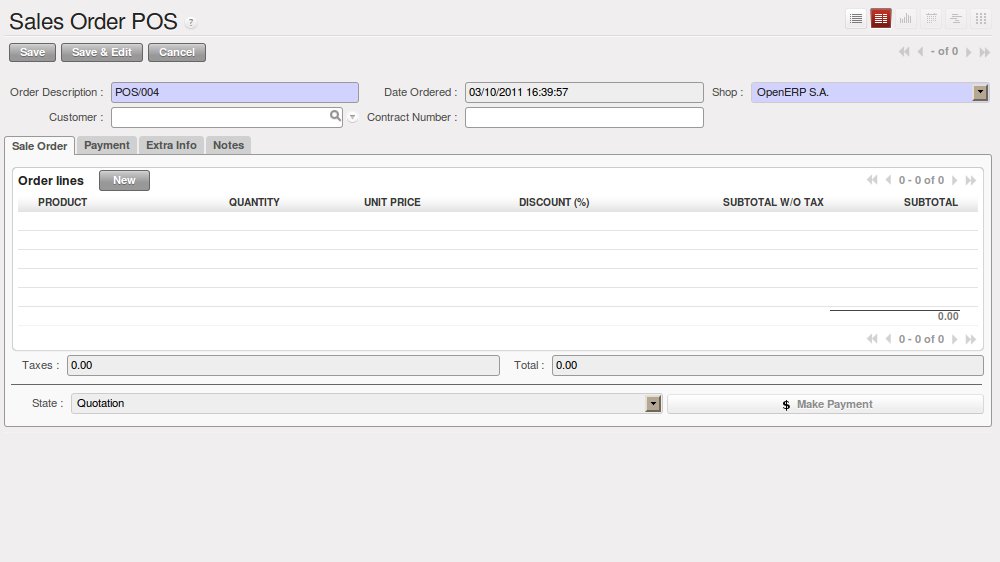 Sales Order POS ?
Save Save & Edit Cancel - of 0
Order Description : POS/004 Date Ordered : 03/10/2011 16:39:57 Shop : OpenERP S.A.
Customer : Contract Number :
Sale Order Payment Extra Info Notes
Order lines New 0 - 0 of 0
PRODUCT QUANTITY UNIT PRICE DISCOUNT (%) SUBTOTAL W/O TAX SUBTOTAL
0.00
0 - 0 of 0
Taxes : 0.00 Total : 0.00
State : Quotation $ Make Payment